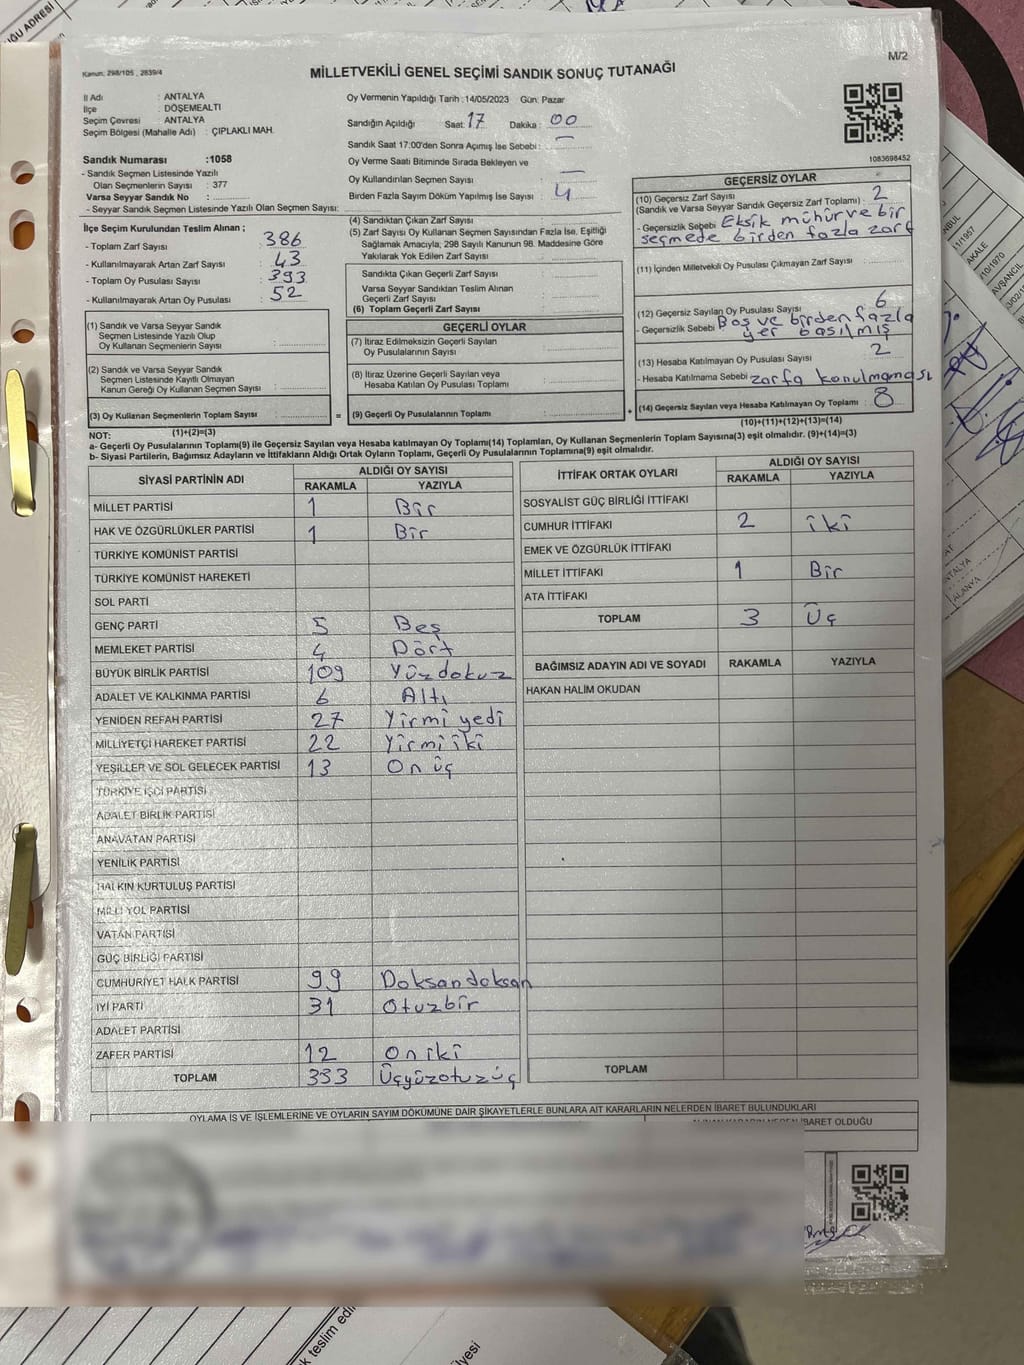 ĞU ADRESİ
M/2
Kanun: 298/105 , 2839/4
MİLLETVEKİLİ GENEL SEÇİMİ SANDIK SONUÇ TUTANAĞI
İl Adı : ANTALYA
İlçe : DÖŞEMEALTI
Seçim Çevresi : ANTALYA
Seçim Bölgesi (Mahalle Adı) : ÇIPLAKLI MAH.
Sandık Numarası :1058
- Sandık Seçmen Listesinde Yazılı
Olan Seçmenlerin Sayısı : 377
Varsa Seyyar Sandık No :
- Seyyar Sandık Seçmen Listesinde Yazılı Olan Seçmen Sayısı:
Oy Vermenin Yapıldığı Tarih :14/05/2023 Gün: Pazar
Sandığın Açıldığı Saat: 17 Dakika : 00
Sandık Saat 17:00'den Sonra Açımış İse Sebebi : —
Oy Verme Saati Bitiminde Sırada Bekleyen ve
Oy Kullandırılan Seçmen Sayısı : —
Birden Fazla Sayım Döküm Yapılmış İse Sayısı : 4
1083698452
İlçe Seçim Kurulundan Teslim Alınan ;
- Toplam Zarf Sayısı : 386
- Kullanılmayarak Artan Zarf Sayısı : 43
- Toplam Oy Pusulası Sayısı : 393
- Kullanılmayarak Artan Oy Pusulası : 52
(1) Sandık ve Varsa Seyyar Sandık
Seçmen Listesinde Yazılı Olup
Oy Kullanan Seçmenlerin Sayısı :
(2) Sandık ve Varsa Seyyar Sandık
Seçmen Listesinde Kayıtlı Olmayan
Kanun Gereği Oy Kullanan Seçmen Sayısı :
(3) Oy Kullanan Seçmenlerin Toplam Sayısı :
(1)+(2)=(3)
(4) Sandıktan Çıkan Zarf Sayısı :
(5) Zarf Sayısı Oy Kullanan Seçmen Sayısından Fazla İse, Eşitliği
Sağlamak Amacıyla; 298 Sayılı Kanunun 98. Maddesine Göre
Yakılarak Yok Edilen Zarf Sayısı :
Sandıkta Çıkan Geçerli Zarf Sayısı :
Varsa Seyyar Sandıktan Teslim Alınan
Geçerli Zarf Sayısı :
(6) Toplam Geçerli Zarf Sayısı :
GEÇERLİ OYLAR
(7) İtiraz Edilmeksizin Geçerli Sayılan
Oy Pusulalarının Sayısı :
(8) İtiraz Üzerine Geçerli Sayılan veya
Hesaba Katılan Oy Pusulası Toplamı :
= (9) Geçerli Oy Pusulalarının Toplamı :
GEÇERSİZ OYLAR
(10) Geçersiz Zarf Sayısı
(Sandık ve Varsa Seyyar Sandık Geçersiz Zarf Toplamı) : 2
- Geçersizlik Sebebi Eksik mühür ve bir
seçmede birden fazla zarf
(11) İçinden Milletvekili Oy Pusulası Çıkmayan Zarf Sayısı :
(12) Geçersiz Sayılan Oy Pusulası Sayısı : 6
- Geçersizlik Sebebi Boş ve birden fazla
yer basılmış
(13) Hesaba Katılmayan Oy Pusulası Sayısı : 2
- Hesaba Katılmama Sebebi zarfa konulmaması
+ (14) Geçersiz Sayılan veya Hesaba Katılmayan Oy Toplamı : 8
(10)+(11)+(12)+(13)=(14)
NOT:
a- Geçerli Oy Pusulalarının Toplamı(9) ile Geçersiz Sayılan veya Hesaba katılmayan Oy Toplamı(14) Toplamları, Oy Kullanan Seçmenlerin Toplam Sayısına(3) eşit olmalıdır. (9)+(14)=(3)
b- Siyasi Partilerin, Bağımsız Adayların ve İttifakların Aldığı Ortak Oyların Toplamı, Geçerli Oy Pusulalarının Toplamına(9) eşit olmalıdır.
SİYASİ PARTİNİN ADI ALDIĞI OY SAYISI
RAKAMLA YAZIYLA
MİLLET PARTİSİ 1 Bir
HAK VE ÖZGÜRLÜKLER PARTİSİ 1 Bir
TÜRKİYE KOMÜNİST PARTİSİ
TÜRKİYE KOMÜNİST HAREKETİ
SOL PARTİ
GENÇ PARTİ 5 Beş
MEMLEKET PARTİSİ 4 Dört
BÜYÜK BİRLİK PARTİSİ 109 Yüzdokuz
ADALET VE KALKINMA PARTİSİ 6 Altı
YENİDEN REFAH PARTİSİ 27 Yirmi yedi
MİLLİYETÇİ HAREKET PARTİSİ 22 Yirmi iki
YEŞİLLER VE SOL GELECEK PARTİSİ 13 On üç
TÜRKİYE İŞÇİ PARTİSİ
ADALET BİRLİK PARTİSİ
ANAVATAN PARTİSİ
YENİLİK PARTİSİ
HALKIN KURTULUŞ PARTİSİ
MİLLİ YOL PARTİSİ
VATAN PARTİSİ
GÜÇ BİRLİĞİ PARTİSİ
CUMHURİYET HALK PARTİSİ 99 Doksandoksan
İYİ PARTİ 31 Otuzbir
ADALET PARTİSİ
ZAFER PARTİSİ 12 On iki
TOPLAM 333 Üçyüzotuzüç
İTTİFAK ORTAK OYLARI ALDIĞI OY SAYISI
RAKAMLA YAZIYLA
SOSYALİST GÜÇ BİRLİĞİ İTTİFAKI
CUMHUR İTTİFAKI 2 iki
EMEK VE ÖZGÜRLÜK İTTİFAKI
MİLLET İTTİFAKI 1 Bir
ATA İTTİFAKI
TOPLAM 3 Üç
BAĞIMSIZ ADAYIN ADI VE SOYADI RAKAMLA YAZIYLA
HAKAN HALİM OKUDAN
TOPLAM
OYLAMA İŞ VE İŞLEMLERİNE VE OYLARIN SAYIM DÖKÜMÜNE DAİR ŞİKAYETLERLE BUNLARA AİT KARARLARIN NELERDEN İBARET BULUNDUKLARI
İBARET OLDUĞU
11/1957
AKALE
/10/1970
AVŞANCIL
ANTALYA
ALANYA
teslim edil